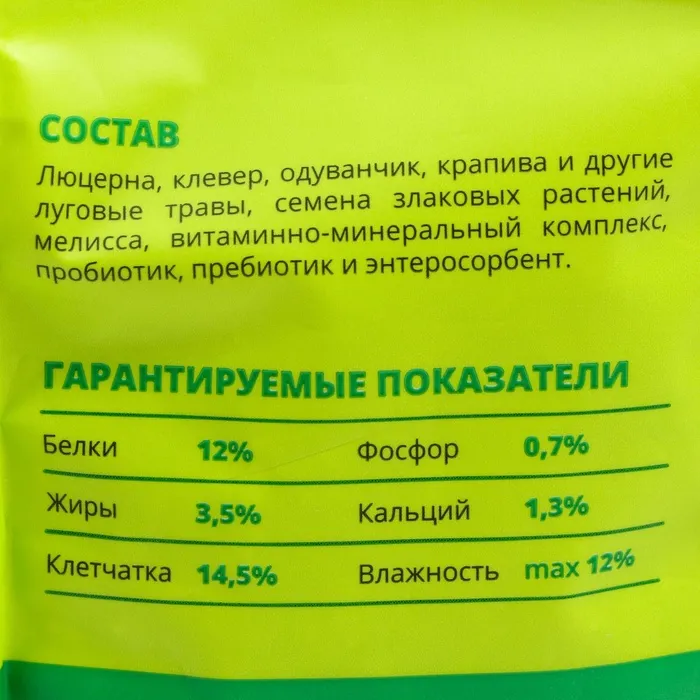 СОСТАВ
Люцерна, клевер, одуванчик, крапива и другие
луговые травы, семена злаковых растений,
мелисса, витаминно-минеральный комплекс,
пробиотик, пребиотик и энтеросорбент.
ГАРАНТИРУЕМЫЕ ПОКАЗАТЕЛИ
Белки 12% Фосфор 0,7%
Жиры 3,5% Кальций 1,3%
Клетчатка 14,5% Влажность max 12%